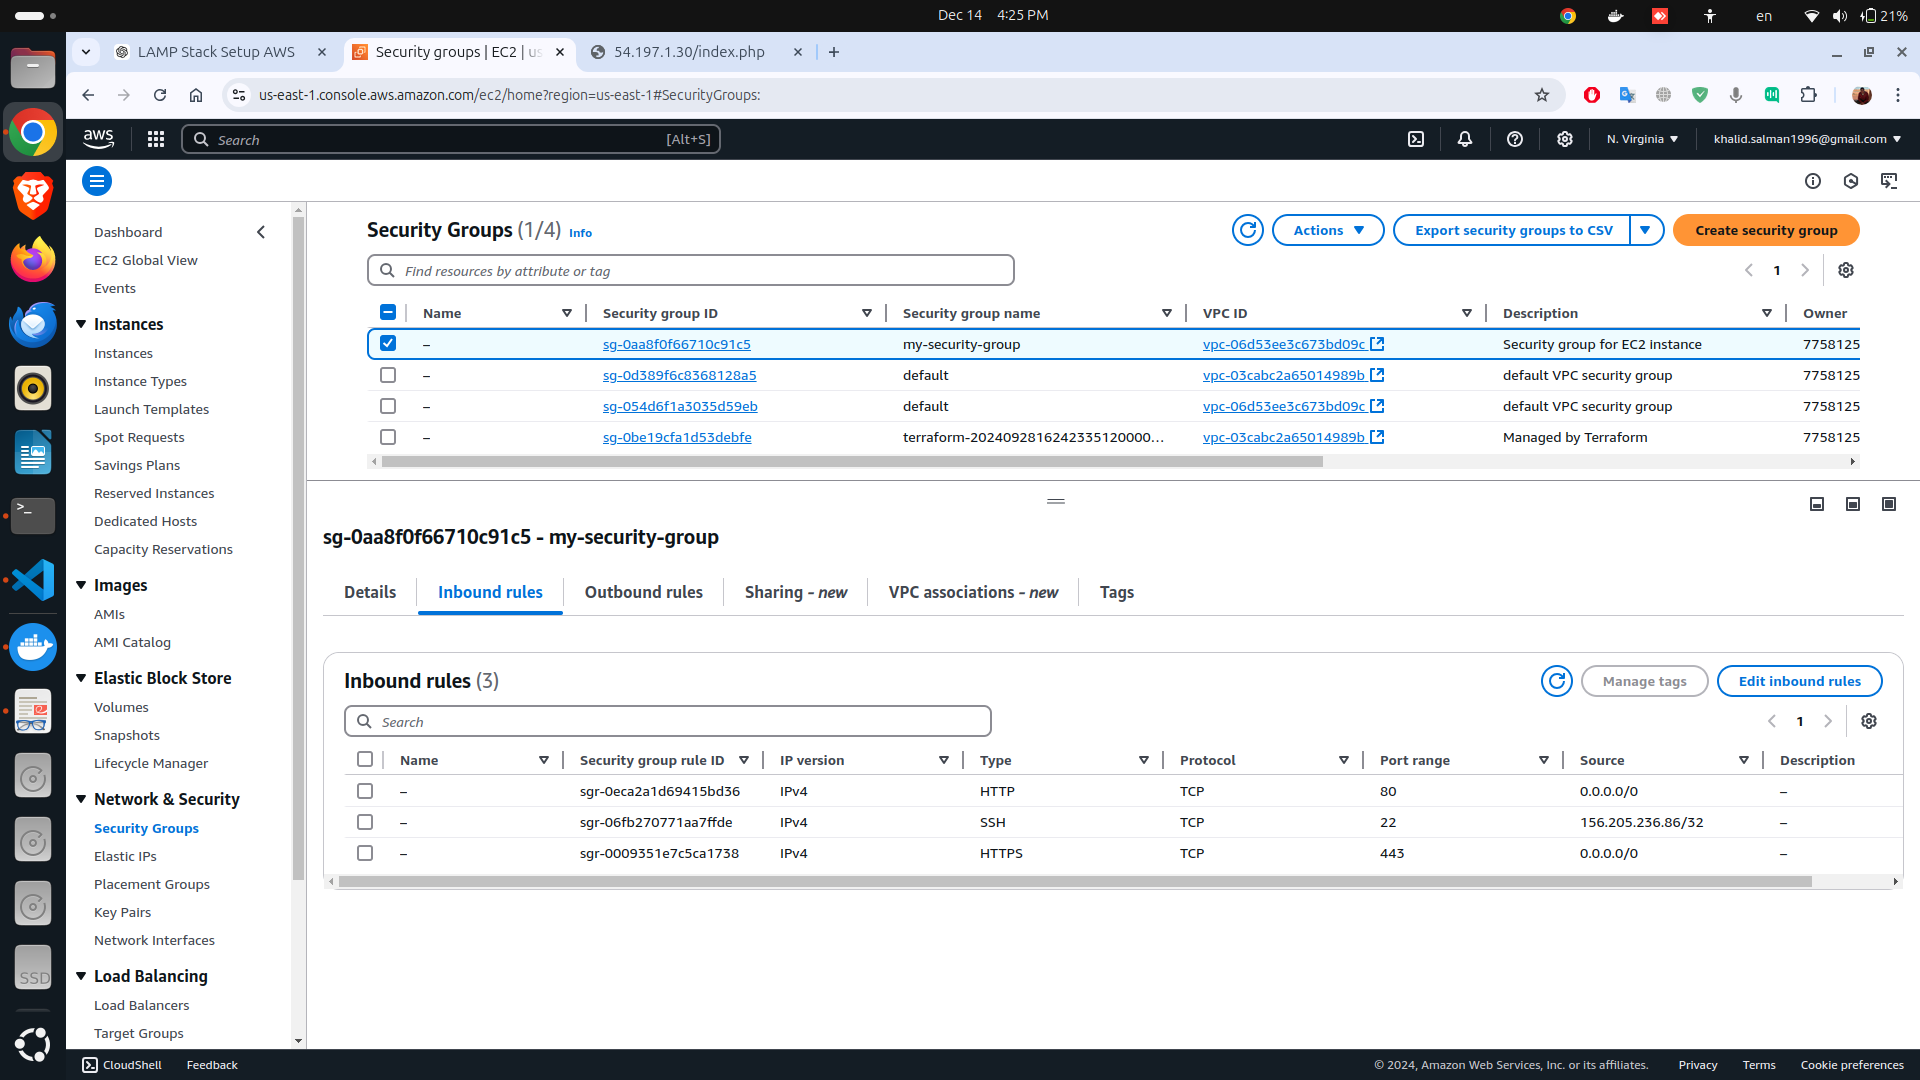 Dec 14 4:25 PM
en
21%
LAMP Stack Setup AWS
Security groups | EC2 | us
54.197.1.30/index.php
us-east-1.console.aws.amazon.com/ec2/home?region=us-east-1#SecurityGroups:
aws
Search
[Alt+S]
N. Virginia
khalid.salman1996@gmail.com
Dashboard
EC2 Global View
Events
Instances
Instances
Instance Types
Launch Templates
Spot Requests
Savings Plans
Reserved Instances
Dedicated Hosts
Capacity Reservations
Images
AMIs
AMI Catalog
Elastic Block Store
Volumes
Snapshots
Lifecycle Manager
Network & Security
Security Groups
Elastic IPs
Placement Groups
Key Pairs
Network Interfaces
Load Balancing
Load Balancers
Target Groups
Security Groups (1/4) Info
Actions
Export security groups to CSV
Create security group
Find resources by attribute or tag
1
Name Security group ID Security group name VPC ID Description Owner
– sg-0aa8f0f66710c91c5 my-security-group vpc-06d53ee3c673bd09c Security group for EC2 instance 7758125
– sg-0d389f6c8368128a5 default vpc-03cabc2a65014989b default VPC security group 7758125
– sg-054d6f1a3035d59eb default vpc-06d53ee3c673bd09c default VPC security group 7758125
– sg-0be19cfa1d53debfe terraform-2024092816242335120000... vpc-03cabc2a65014989b Managed by Terraform 7758125
sg-0aa8f0f66710c91c5 - my-security-group
Details Inbound rules Outbound rules Sharing - new VPC associations - new Tags
Inbound rules (3)
Manage tags
Edit inbound rules
Search
1
Name Security group rule ID IP version Type Protocol Port range Source Description
– sgr-0eca2a1d69415bd36 IPv4 HTTP TCP 80 0.0.0.0/0 –
– sgr-06fb270771aa7ffde IPv4 SSH TCP 22 156.205.236.86/32 –
– sgr-0009351e7c5ca1738 IPv4 HTTPS TCP 443 0.0.0.0/0 –
SSD
CloudShell Feedback
© 2024, Amazon Web Services, Inc. or its affiliates. Privacy Terms Cookie preferences